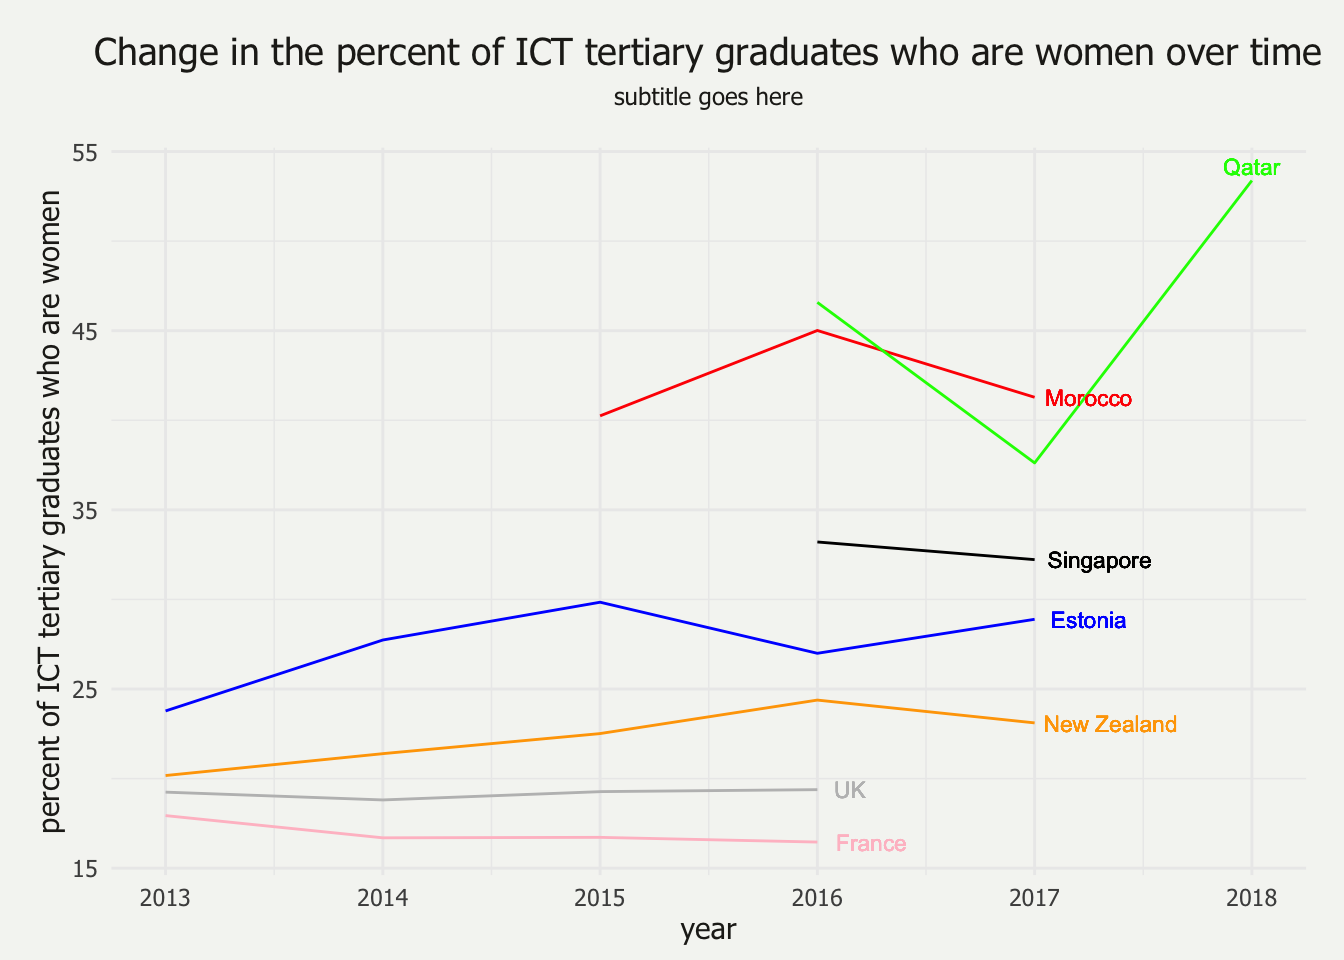 Change in the percent of ICT tertiary graduates who are women over time
subtitle goes here
percent of ICT tertiary graduates who are women
55
45
35
25
15
Qatar
Morocco
Singapore
Estonia
New Zealand
UK
France
2013 2014 2015 2016 2017 2018
year